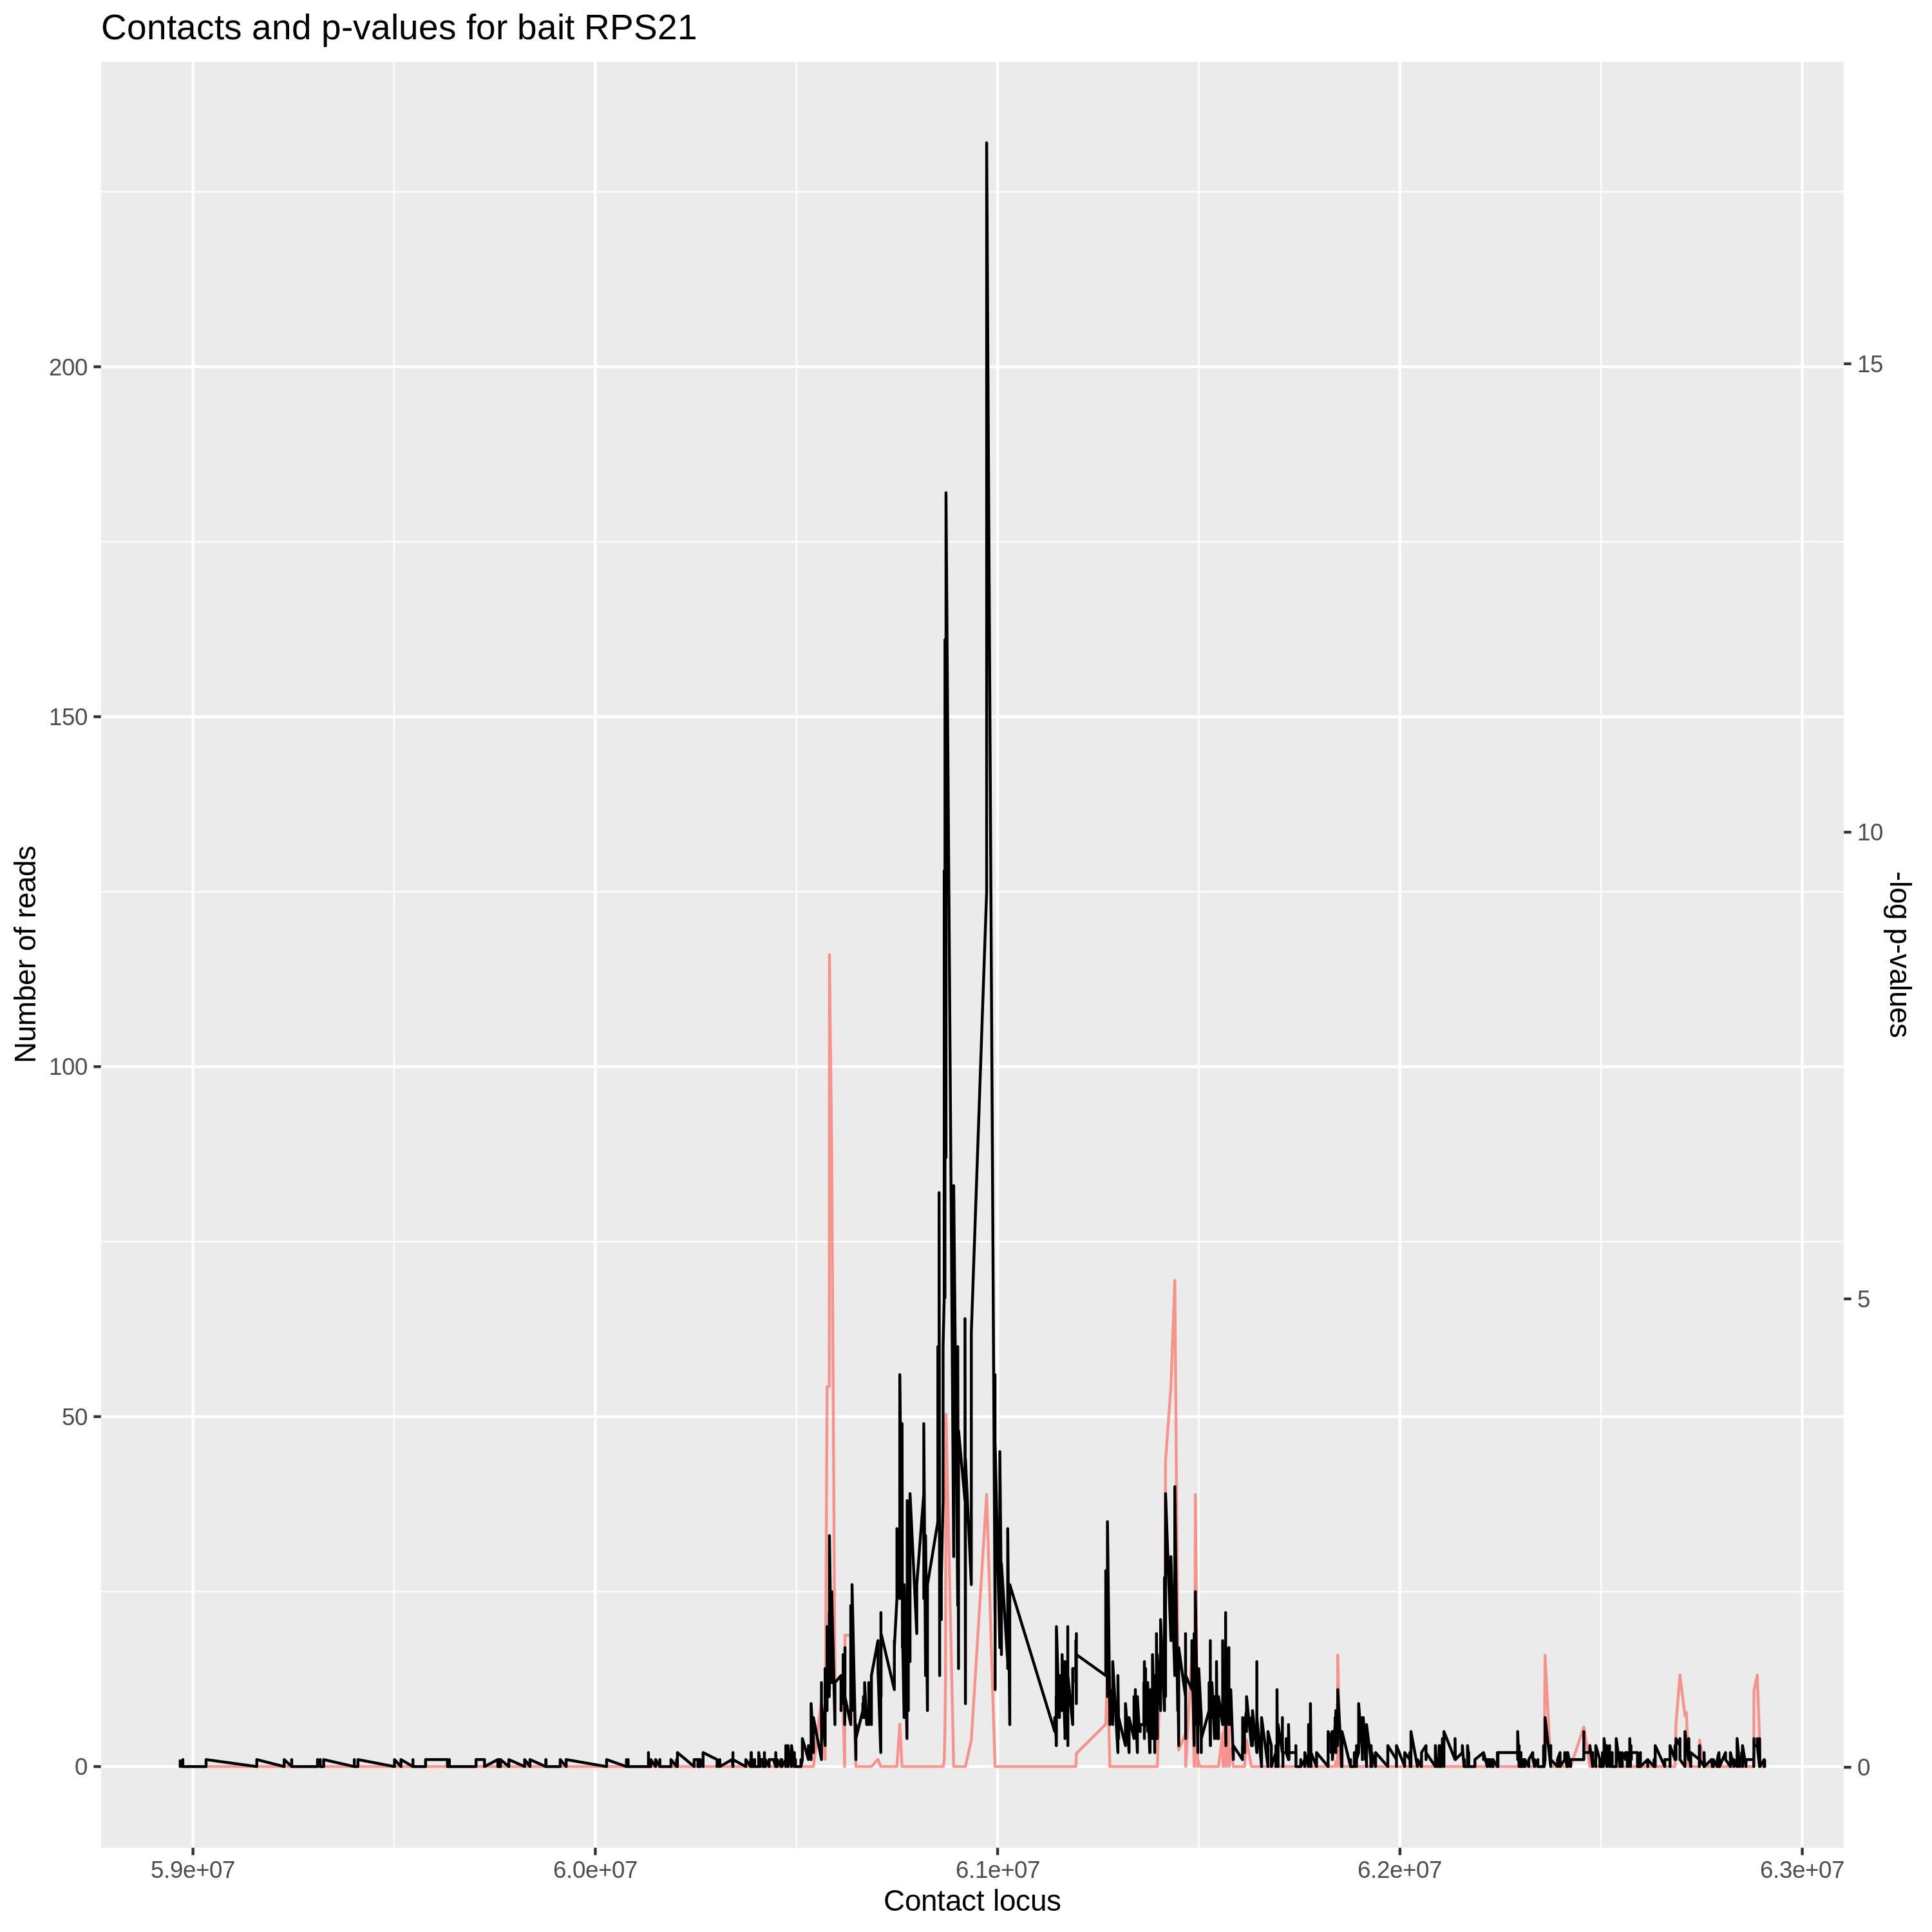 Contacts and p-values for bait RPS21
Number of reads
200
150
100
50
0
15
10
5
0
-log p-values
5.9e+07
6.0e+07
6.1e+07
6.2e+07
6.3e+07
Contact locus